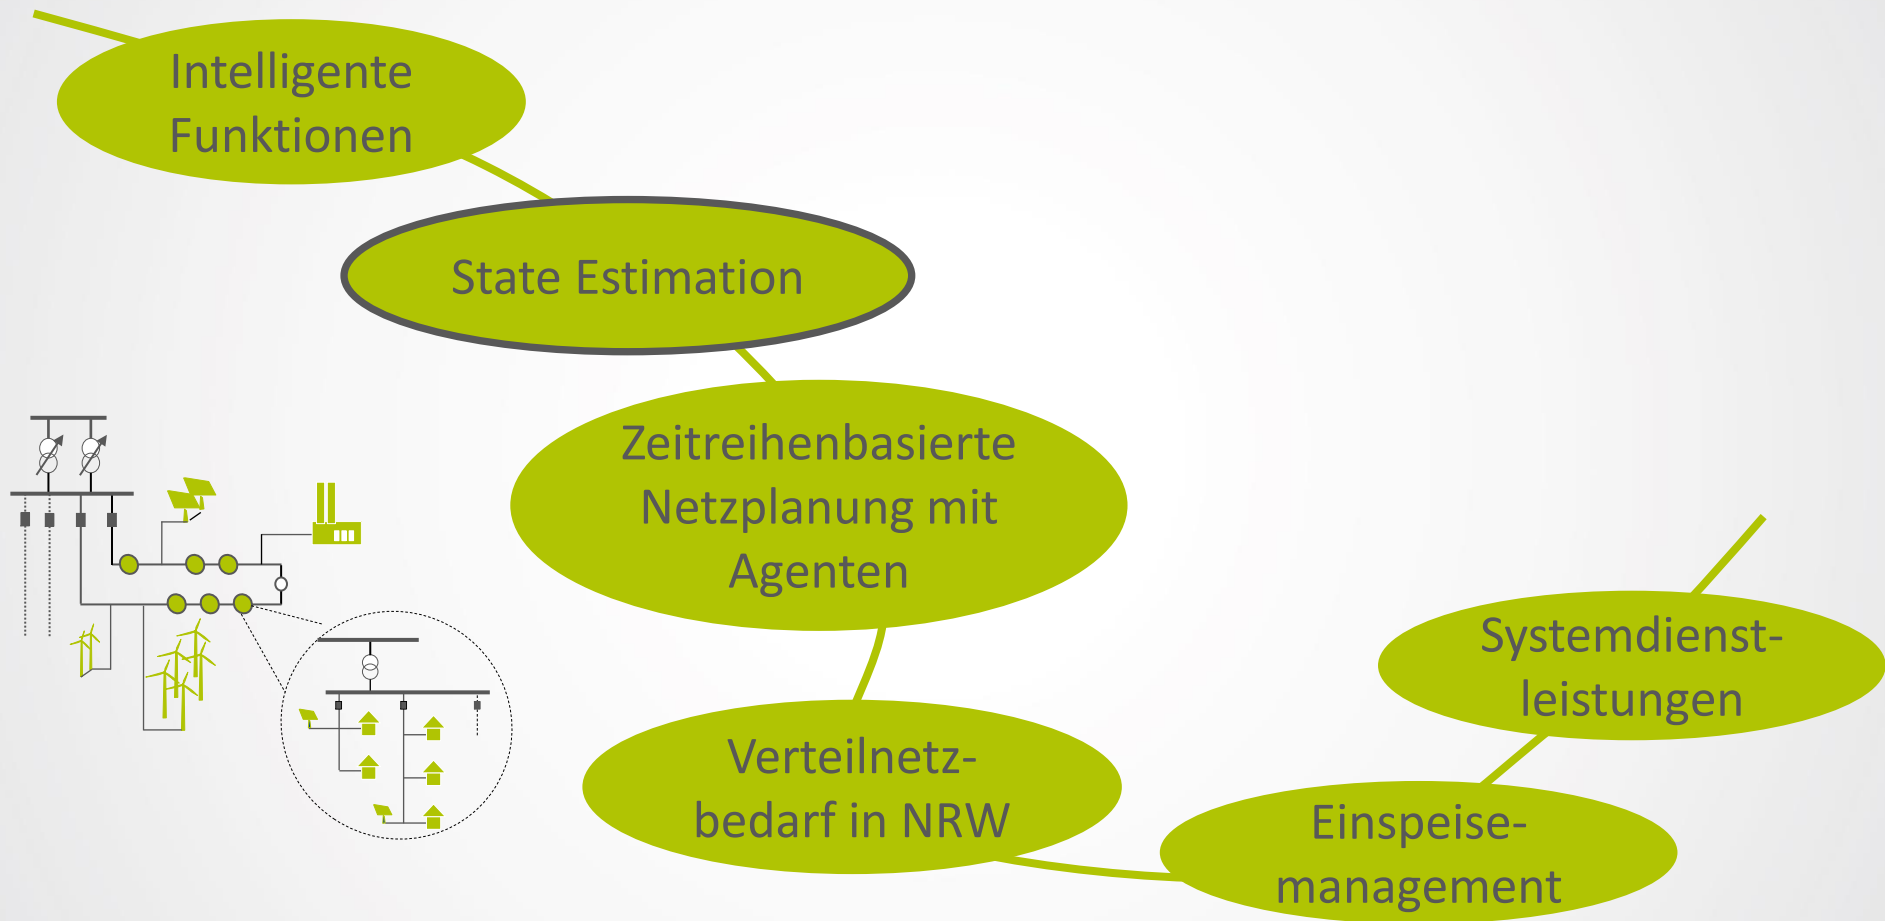 Intelligente
Funktionen
State Estimation
Zeitreihenbasierte
Netzplanung mit
Agenten
Verteilnetz-
bedarf in NRW
Einspeise-
management
Systemdienst-
leistungen